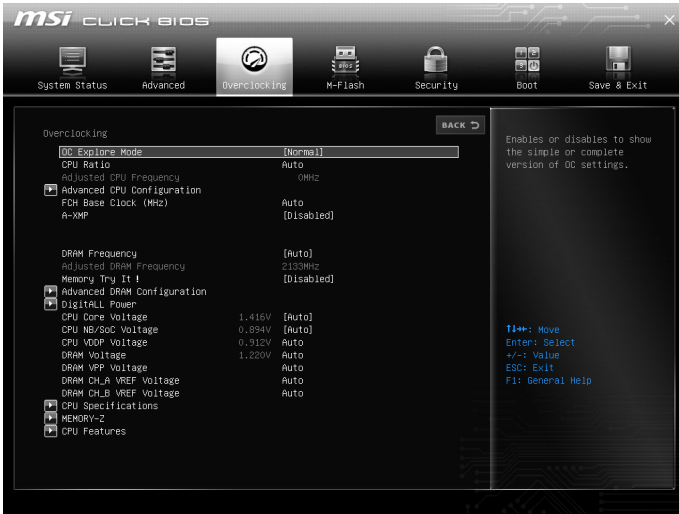 msi CLICK BIOS
System Status Advanced Overclocking M-Flash Security Boot Save & Exit
BACK
Overclocking
OC Explore Mode [Normal]
CPU Ratio Auto
Adjusted CPU Frequency 0MHz
Advanced CPU Configuration
FCH Base Clock (MHz) Auto
A-XMP [Disabled]
DRAM Frequency [Auto]
Adjusted DRAM Frequency 2133MHz
Memory Try It ! [Disabled]
Advanced DRAM Configuration
DigitALL Power
CPU Core Voltage 1.416V [Auto]
CPU NB/SoC Voltage 0.894V [Auto]
CPU VDDP Voltage 0.912V Auto
DRAM Voltage 1.220V Auto
DRAM VPP Voltage Auto
DRAM CH_A VREF Voltage Auto
DRAM CH_B VREF Voltage Auto
CPU Specifications
MEMORY-Z
CPU Features
Enables or disables to show
the simple or complete
version of OC settings.
↑↓→←: Move
Enter: Select
+/-: Value
ESC: Exit
F1: General Help